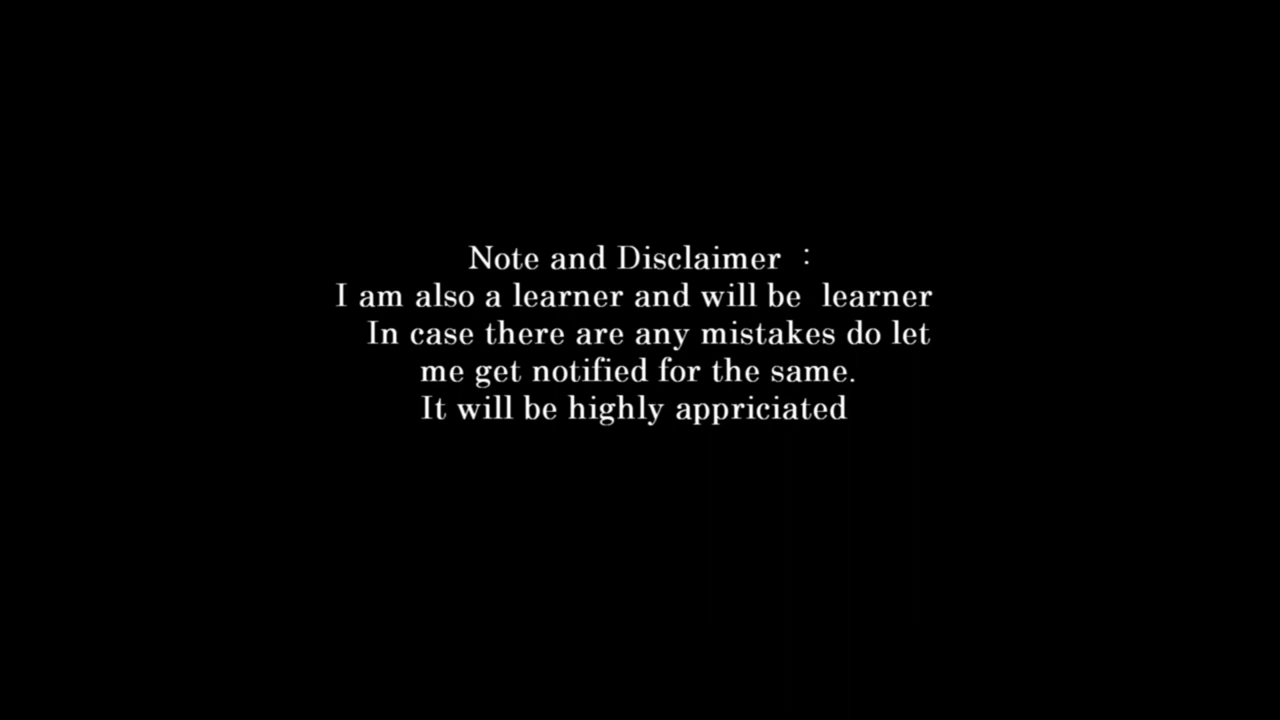 Note and Disclaimer :
I am also a learner and will be learner
In case there are any mistakes do let
me get notified for the same.
It will be highly appriciated